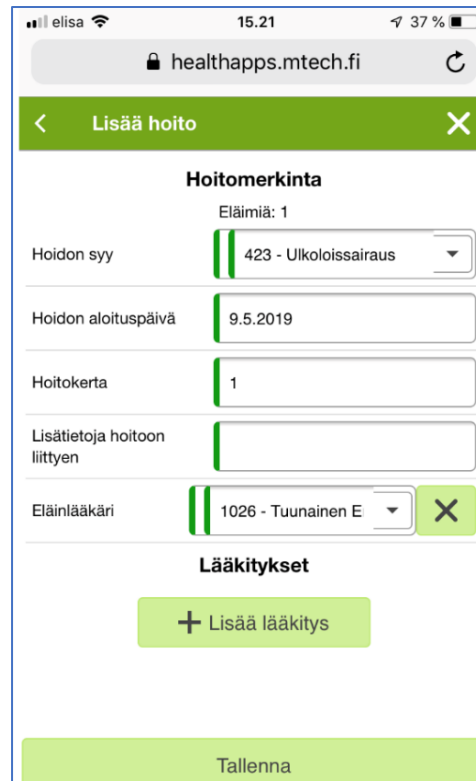 elisa 15.21 37 %
healthapps.mtech.fi
Lisää hoito
Hoitomerkinta
Eläimiä: 1
Hoidon syy 423 - Ulkoloissairaus
Hoidon aloituspäivä 9.5.2019
Hoitokerta 1
Lisätietoja hoitoon
liittyen
Eläinlääkäri 1026 - Tuunainen E
Lääkitykset
+ Lisää lääkitys
Tallenna